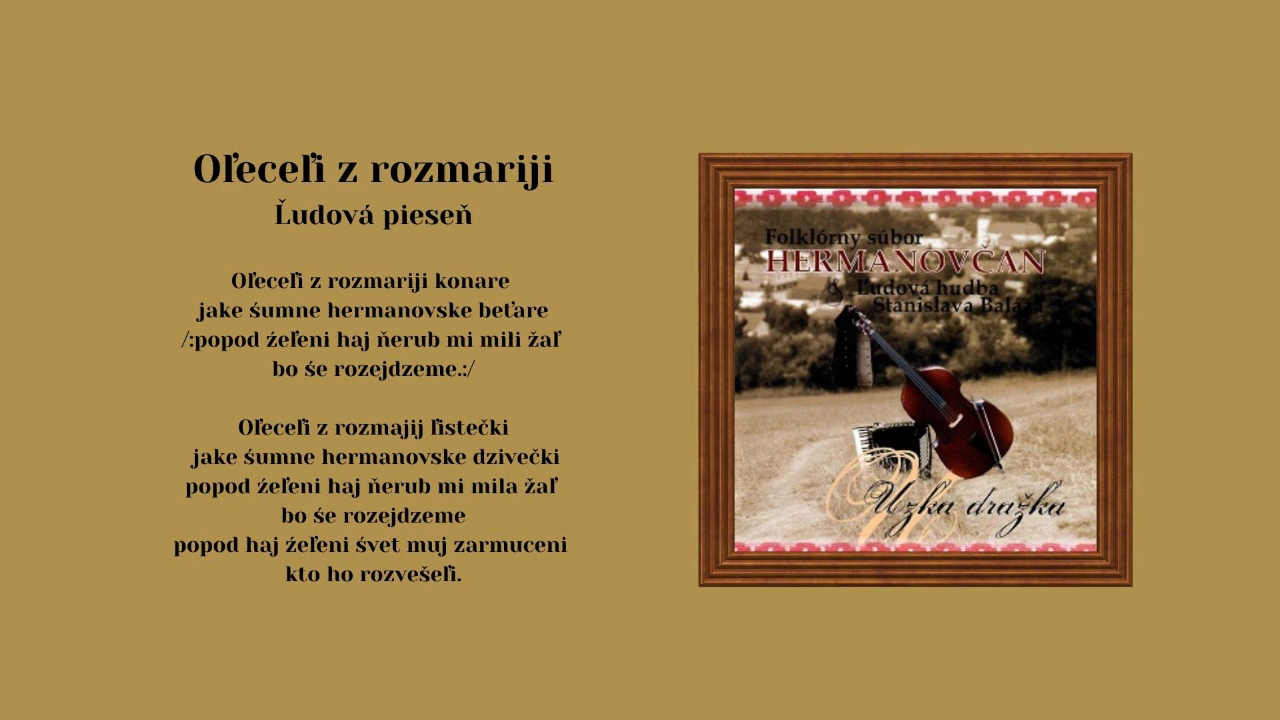 Oľeceľi z rozmariji
Ľudová pieseň
Oľeceľi z rozmariji konare
jake śumne hermanovske beťare
/:popod źeľeni haj ňerub mi mili žaľ
bo śe rozejdzeme.:/
Oľeceľi z rozmajij ľistečki
jake śumne hermanovske dzivečki
popod źeľeni haj ňerub mi mila žaľ
bo śe rozejdzeme
popod haj źeľeni śvet muj zarmuceni
kto ho rozvešeľi.
Folklórny súbor
HERMANOVČAN
& Ľudová hudba
Stanislava Baláža
Uzka dražka